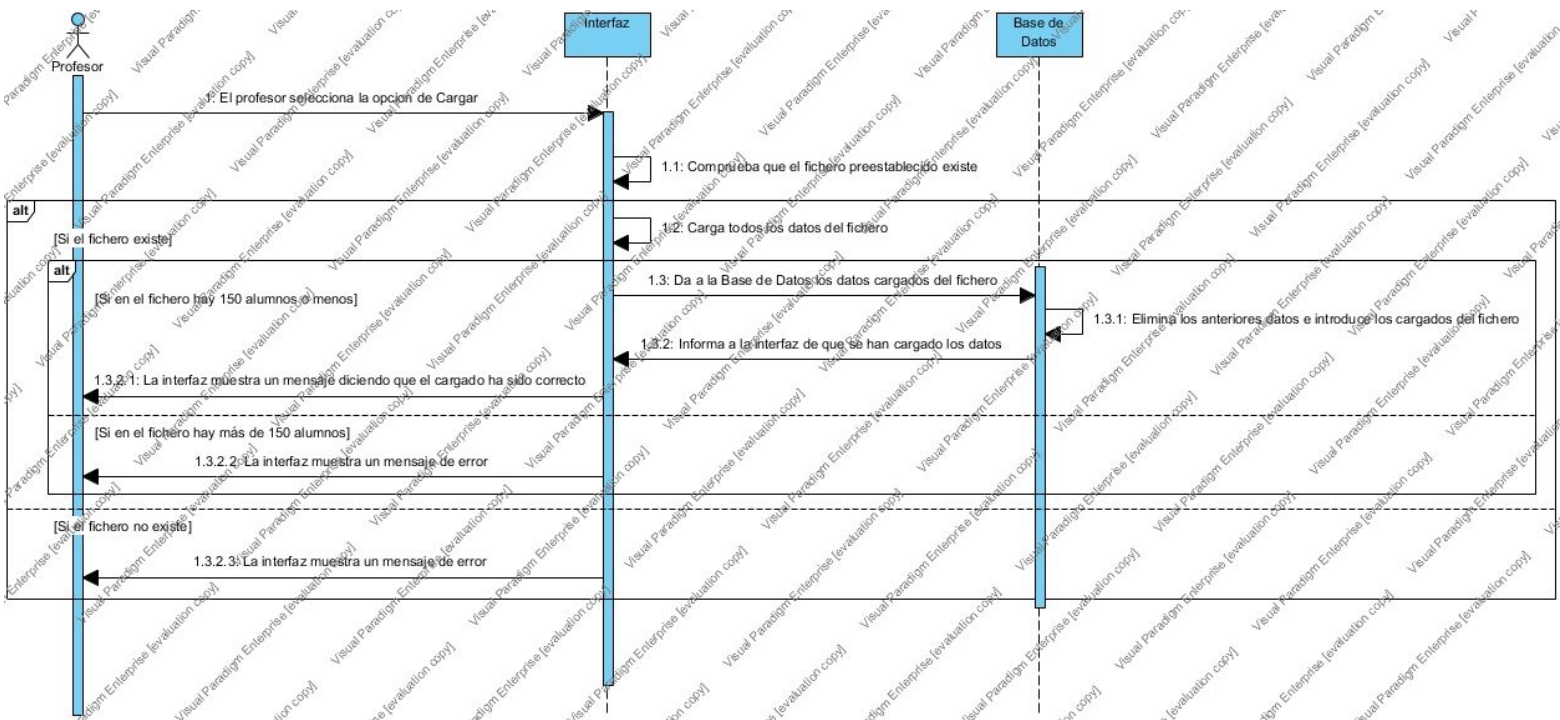 Interfaz
Base de
Datos
Profesor
1: El profesor selecciona la opcion de Cargar
1.1: Comprueba que el fichero preestablecido existe
alt
1.2: Carga todos los datos del fichero
[Si el fichero existe]
alt
1.3: Da a la Base de Datos los datos cargados del fichero
[Si en el fichero hay 150 alumnos o menos]
1.3.1: Elimina los anteriores datos e introduce los cargados del fichero
1.3.2: Informa a la interfaz de que se han cargado los datos
1.3.2.1: La interfaz muestra un mensaje diciendo que el cargado ha sido correcto
[Si en el fichero hay más de 150 alumnos]
1.3.2.2: La interfaz muestra un mensaje de error
[Si el fichero no existe]
1.3.2.3: La interfaz muestra un mensaje de error
Visual Paradigm Enterprise [evaluation copy]